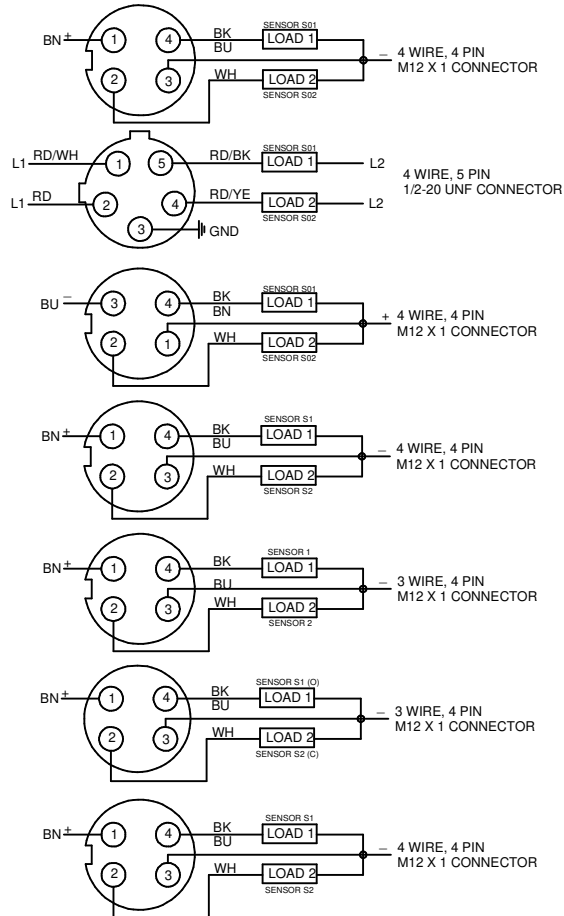 SENSOR S01
BN + 1 4 BK LOAD 1
BU
– 4 WIRE, 4 PIN
M12 X 1 CONNECTOR
2 3 WH LOAD 2
SENSOR S02
SENSOR S01
L1 RD/WH 1 5 RD/BK LOAD 1 L2
4 WIRE, 5 PIN
1/2-20 UNF CONNECTOR
L1 RD 2 4 RD/YE LOAD 2 L2
SENSOR S02
3 GND
SENSOR S01
BU – 3 4 BK LOAD 1
BN
+ 4 WIRE, 4 PIN
M12 X 1 CONNECTOR
2 1 WH LOAD 2
SENSOR S02
SENSOR S1
BN + 1 4 BK LOAD 1
BU
– 4 WIRE, 4 PIN
M12 X 1 CONNECTOR
2 3 WH LOAD 2
SENSOR S2
SENSOR 1
BN + 1 4 BK LOAD 1
BU
– 3 WIRE, 4 PIN
M12 X 1 CONNECTOR
2 3 WH LOAD 2
SENSOR 2
SENSOR S1 (O)
BN + 1 4 BK LOAD 1
BU
– 3 WIRE, 4 PIN
M12 X 1 CONNECTOR
2 3 WH LOAD 2
SENSOR S2 (C)
SENSOR S1
BN + 1 4 BK LOAD 1
BU
– 4 WIRE, 4 PIN
M12 X 1 CONNECTOR
2 3 WH LOAD 2
SENSOR S2